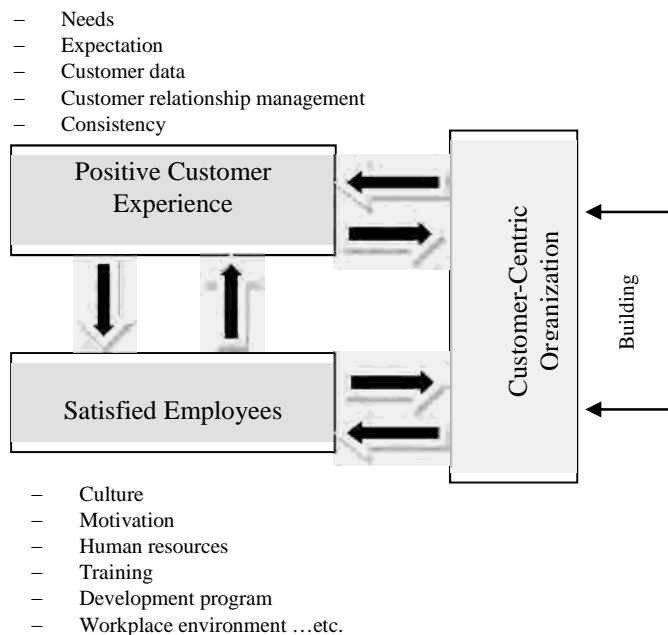 – Needs
– Expectation
– Customer data
– Customer relationship management
– Consistency
Positive Customer
Experience
Customer-Centric
Organization
Building
Satisfied Employees
– Culture
– Motivation
– Human resources
– Training
– Development program
– Workplace environment …etc.